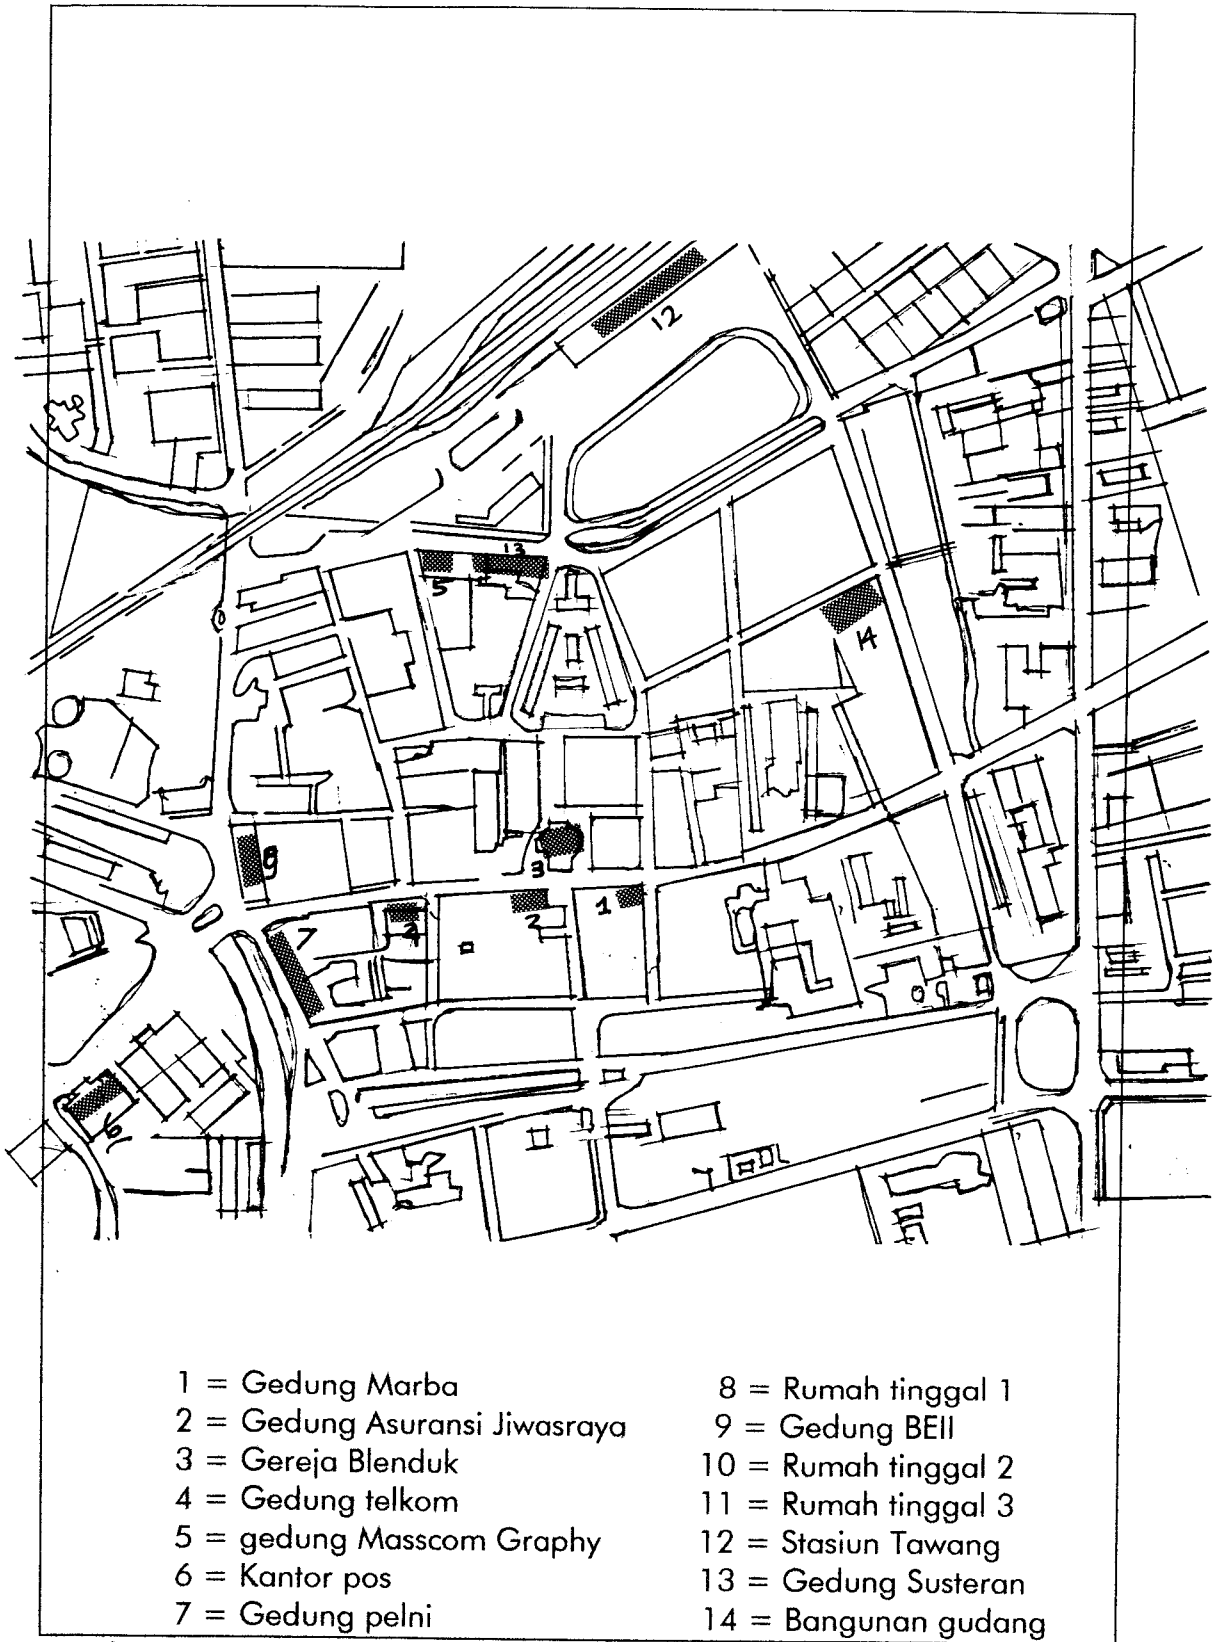 12
13
5
14
3
8
1
2
4
7
6
1 = Gedung Marba
2 = Gedung Asuransi Jiwasraya
3 = Gereja Blenduk
4 = Gedung telkom
5 = gedung Masscom Graphy
6 = Kantor pos
7 = Gedung pelni
8 = Rumah tinggal 1
9 = Gedung BEII
10 = Rumah tinggal 2
11 = Rumah tinggal 3
12 = Stasiun Tawang
13 = Gedung Susteran
14 = Bangunan gudang